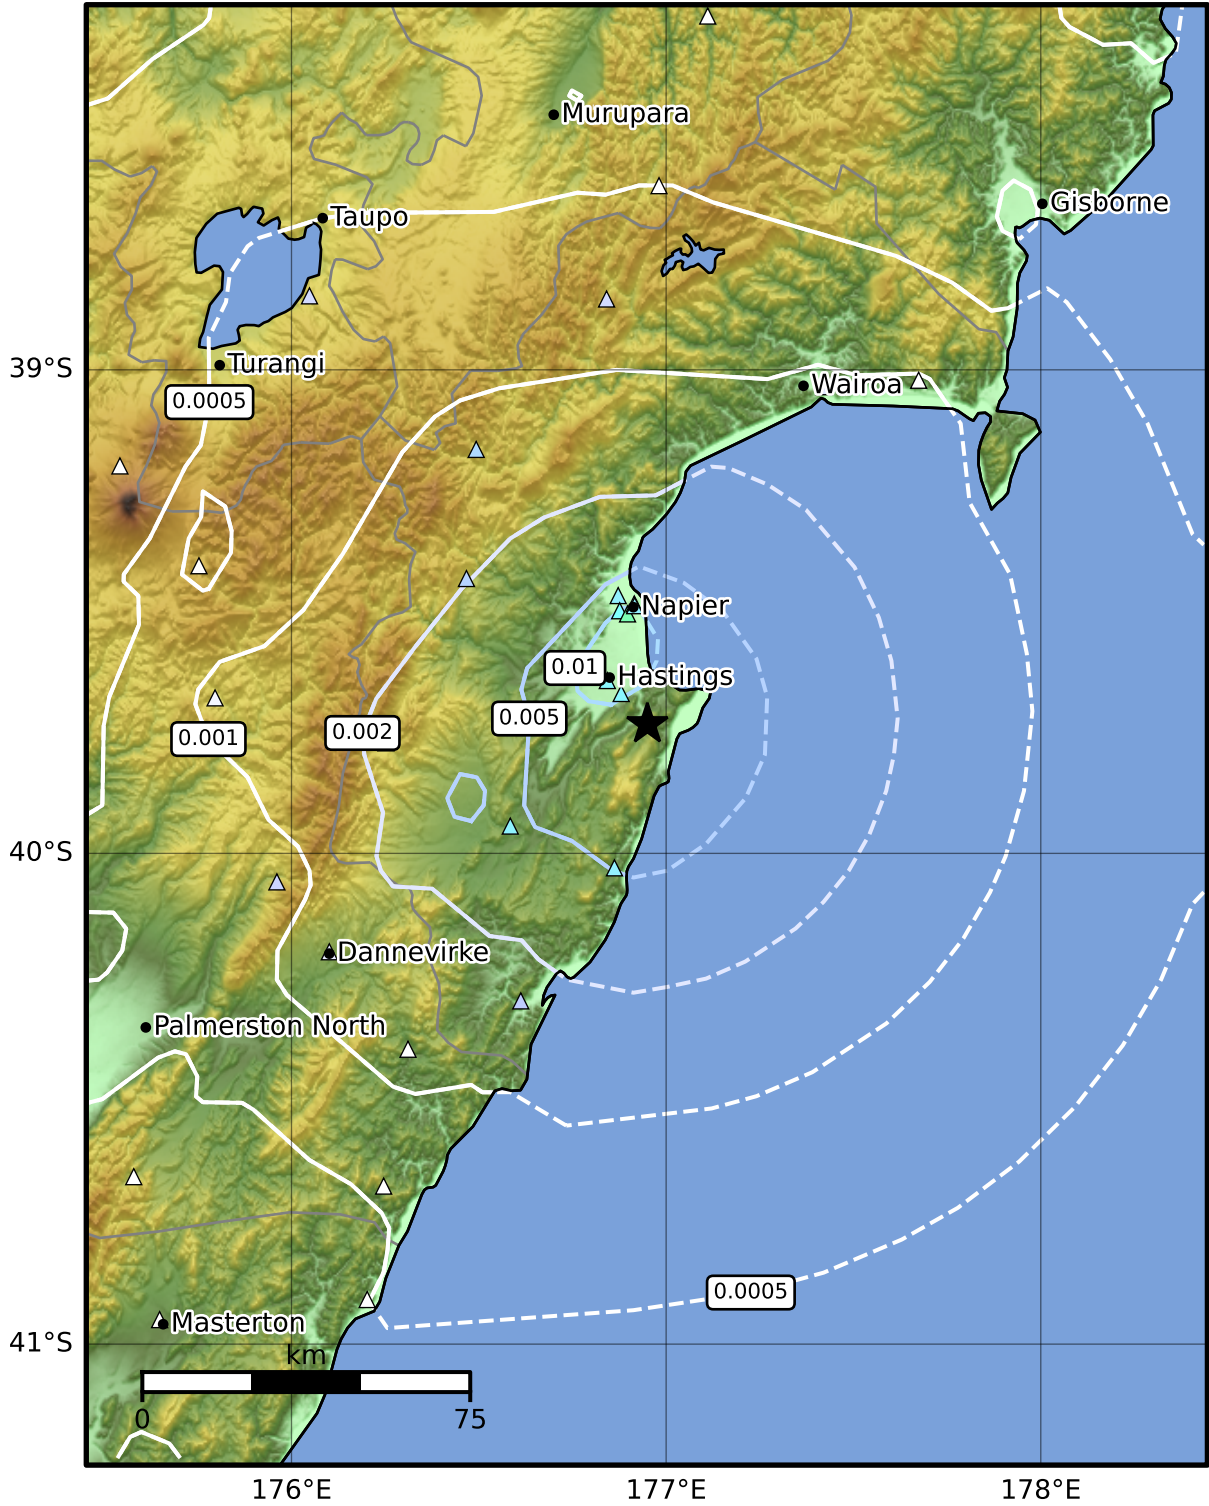 Murupara
Gisborne
Taupo
Turangi
39°S
Wairoa
0.0005
Napier
0.01
Hastings
0.005
0.002
0.001
40°S
Dannevirke
Palmerston North
0.0005
Masterton
41°S
km
0
75
176°E
177°E
178°E